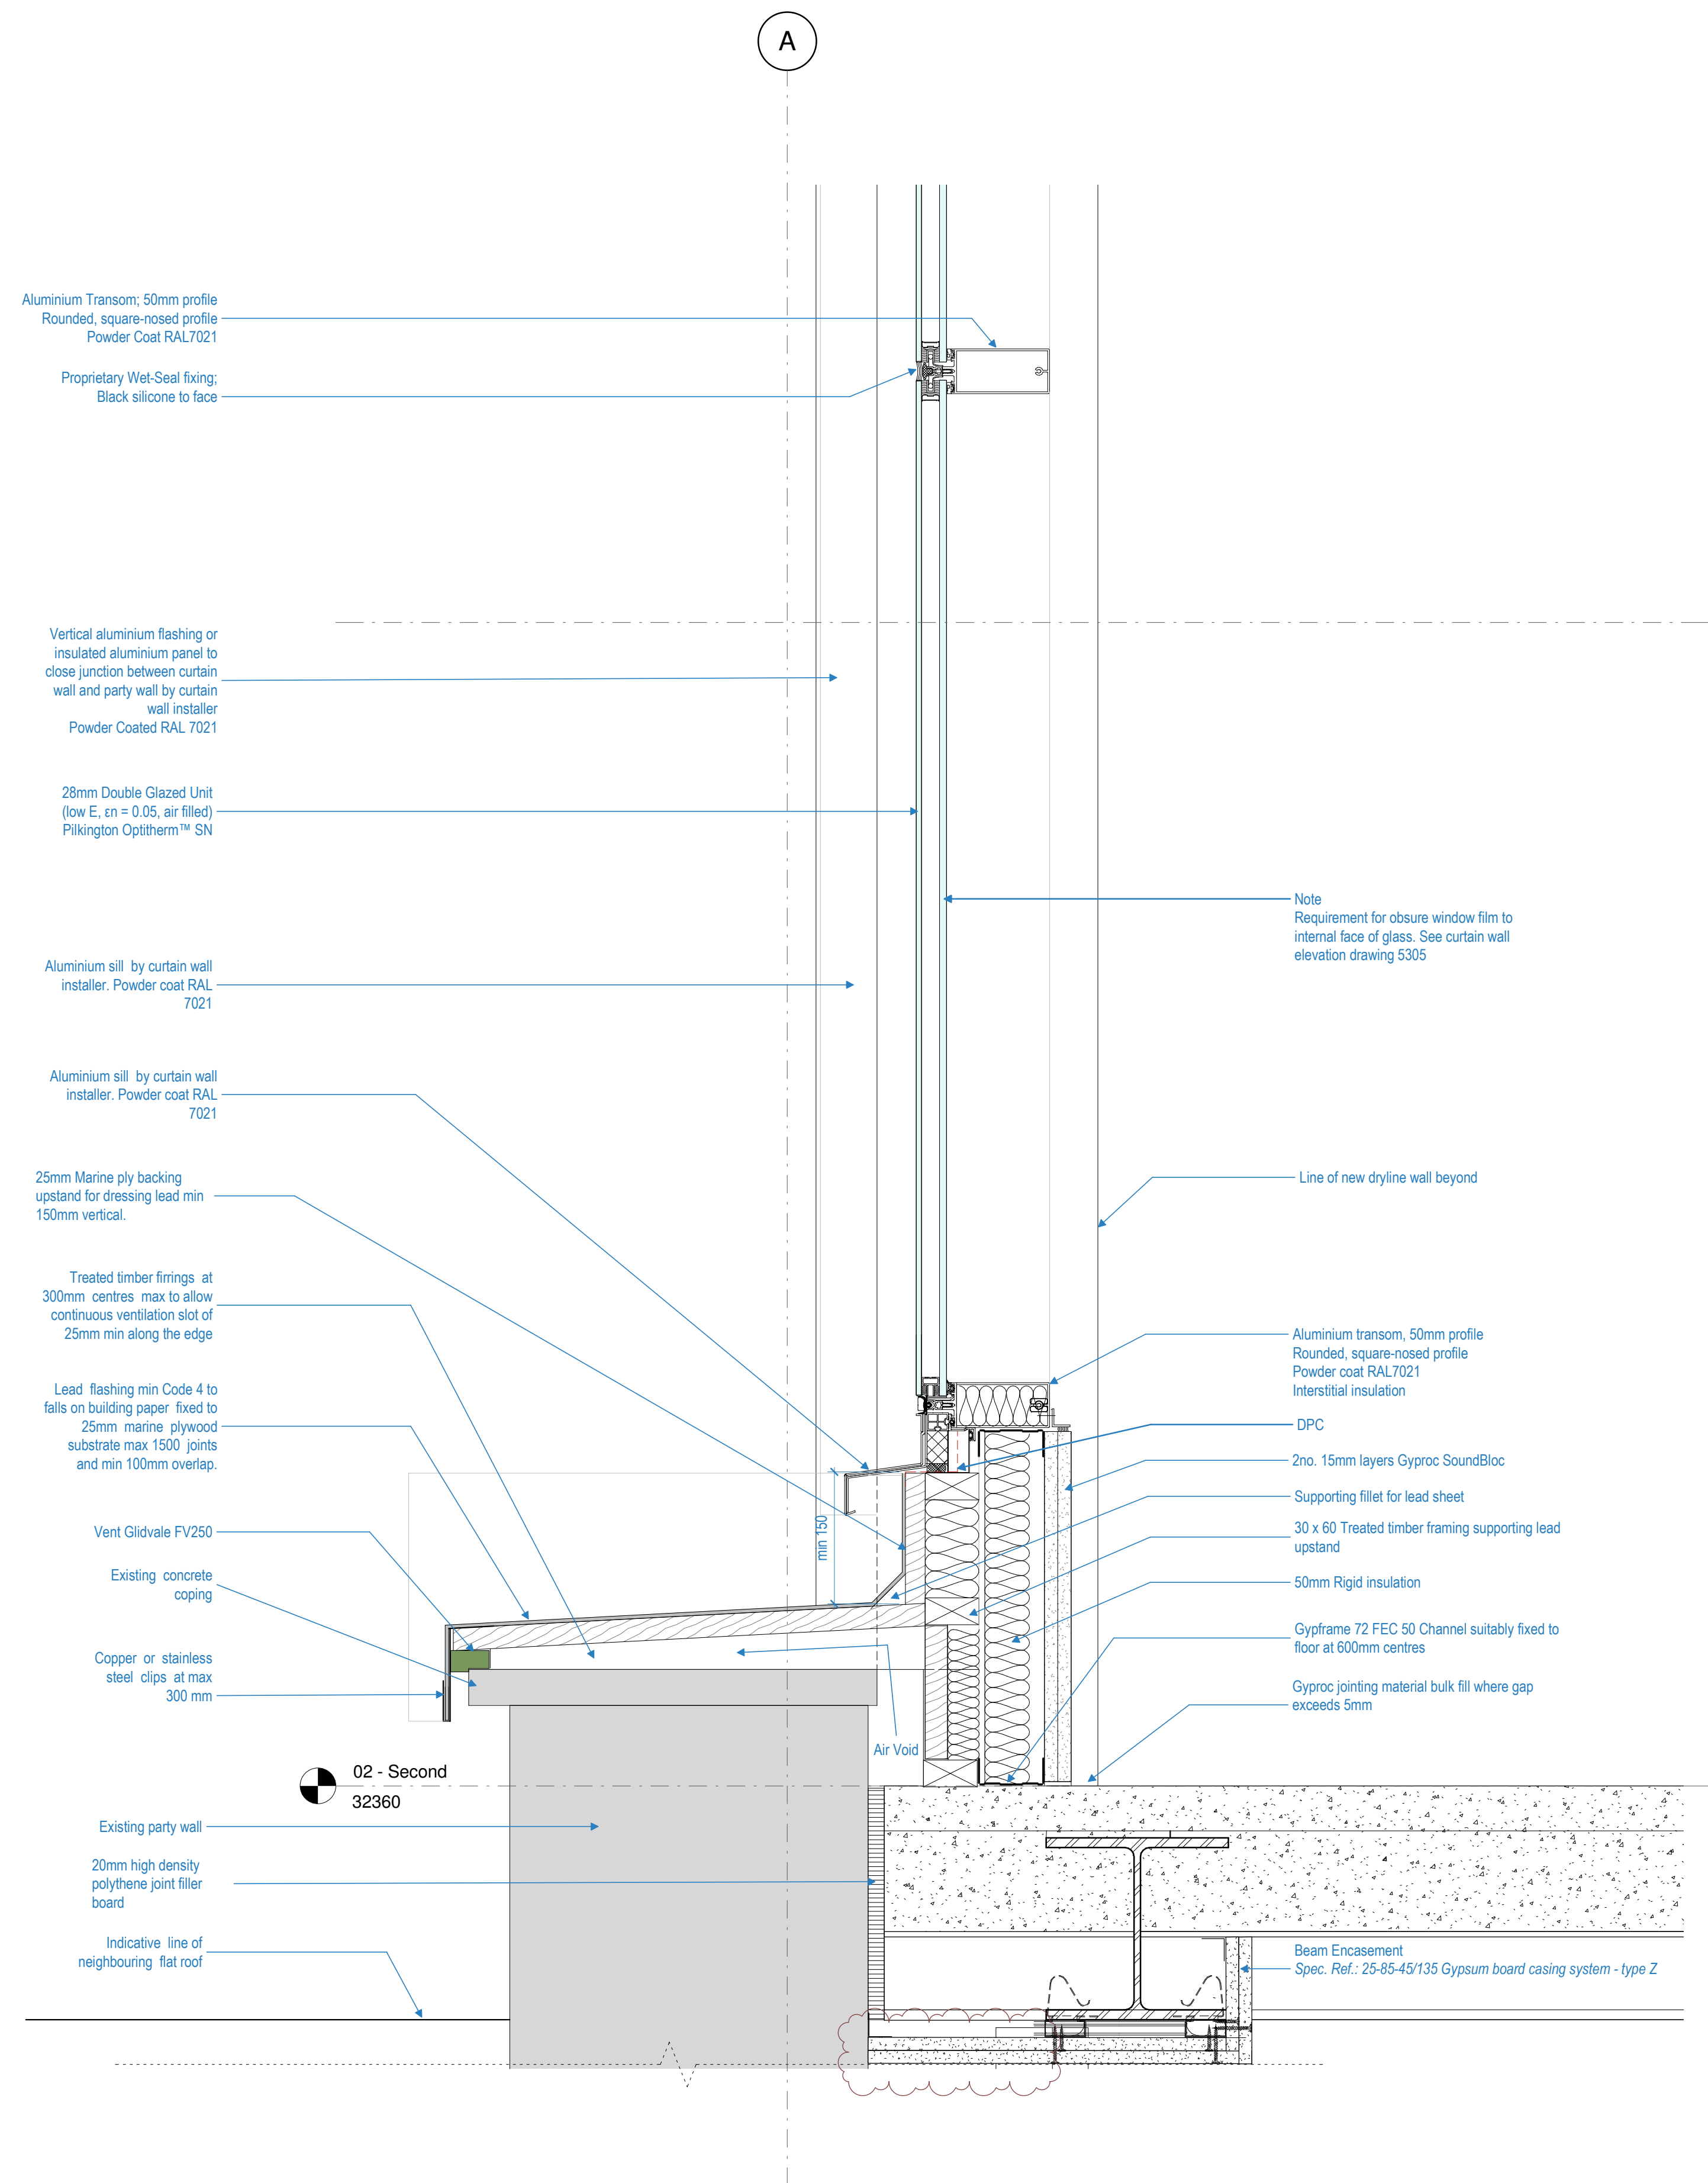 A
Aluminium Transom; 50mm profile
Rounded, square-nosed profile
Powder Coat RAL7021
Proprietary Wet-Seal fixing;
Black silicone to face
Vertical aluminium flashing or
insulated aluminium panel to
close junction between curtain
wall and party wall by curtain
wall installer
Powder Coated RAL 7021
28mm Double Glazed Unit
(low E, εn = 0.05, air filled)
Pilkington Optitherm™ SN
Aluminium sill by curtain wall
installer. Powder coat RAL
7021
Aluminium sill by curtain wall
installer. Powder coat RAL
7021
25mm Marine ply backing
upstand for dressing lead min
150mm vertical.
Treated timber firrings at
300mm centres max to allow
continuous ventilation slot of
25mm min along the edge
Lead flashing min Code 4 to
falls on building paper fixed to
25mm marine plywood
substrate max 1500 joints
and min 100mm overlap.
Vent Glidvale FV250
Existing concrete
coping
Copper or stainless
steel clips at max
300 mm
02 - Second
32360
Existing party wall
20mm high density
polythene joint filler
board
Indicative line of
neighbouring flat roof
min 150
Air Void
Note
Requirement for obsure window film to
internal face of glass. See curtain wall
elevation drawing 5305
Line of new dryline wall beyond
Aluminium transom, 50mm profile
Rounded, square-nosed profile
Powder coat RAL7021
Interstitial insulation
DPC
2no. 15mm layers Gyproc SoundBloc
Supporting fillet for lead sheet
30 x 60 Treated timber framing supporting lead
upstand
50mm Rigid insulation
Gypframe 72 FEC 50 Channel suitably fixed to
floor at 600mm centres
Gyproc jointing material bulk fill where gap
exceeds 5mm
Beam Encasement
Spec. Ref.: 25-85-45/135 Gypsum board casing system - type Z